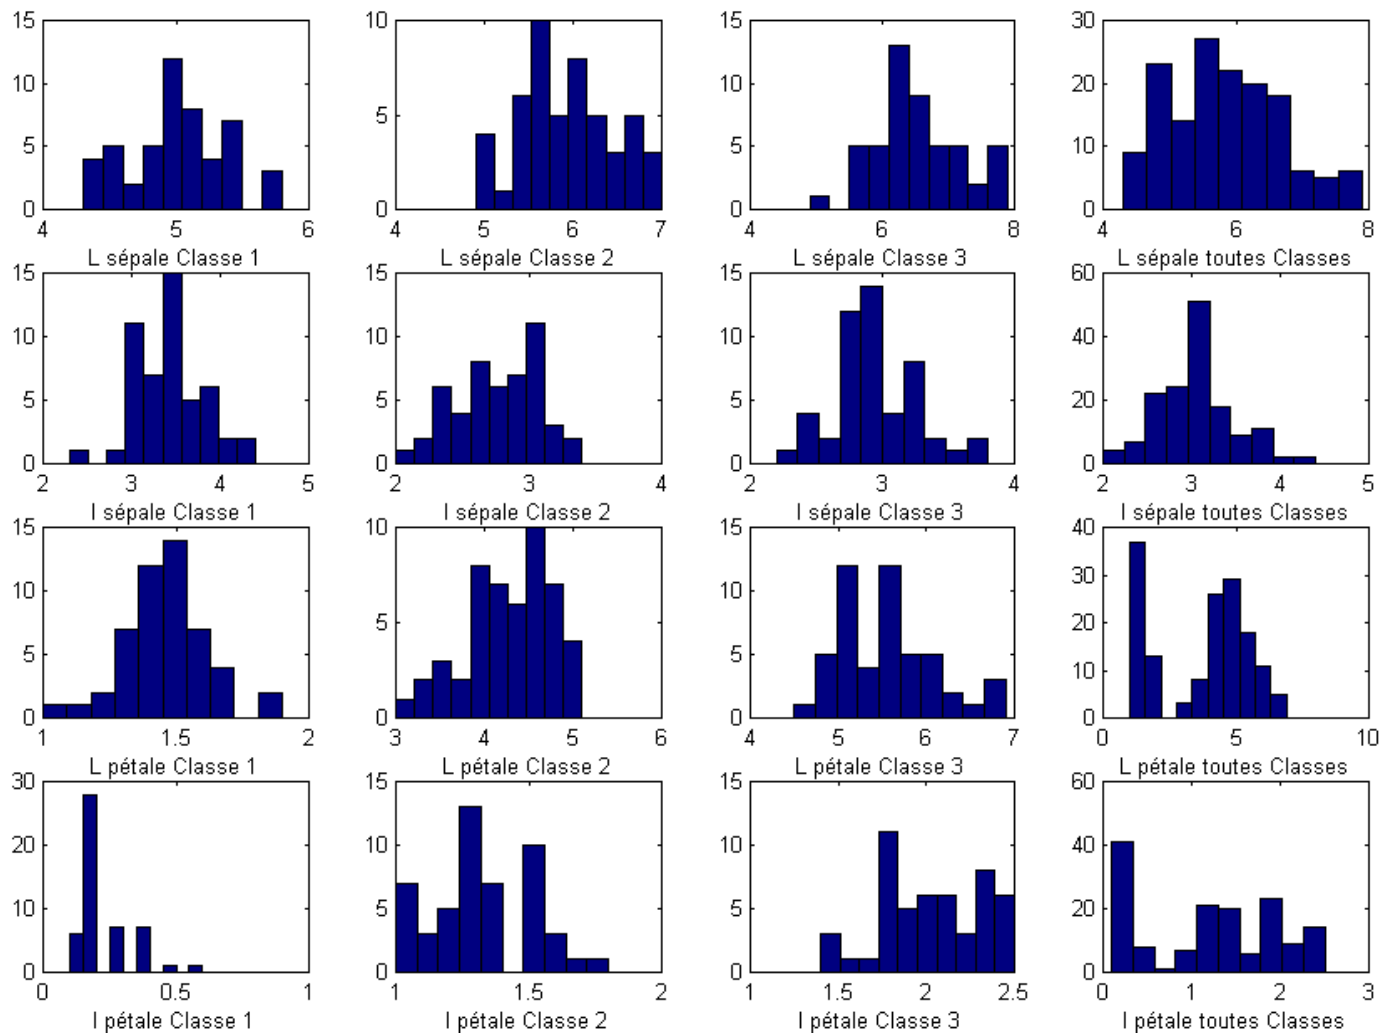 15
10
5
0
4 5 6
L sépale Classe 1
10
5
0
4 5 6 7
L sépale Classe 2
15
10
5
0
4 6 8
L sépale Classe 3
30
20
10
0
4 5 6 7 8
L sépale toutes Classes
15
10
5
0
2 3 4 5
l sépale Classe 1
15
10
5
0
2 3 4
l sépale Classe 2
15
10
5
0
2 3 4
l sépale Classe 3
60
40
20
0
2 3 4 5
l sépale toutes Classes
15
10
5
0
1 1.5 2
L pétale Classe 1
10
5
0
3 4 5 6
L pétale Classe 2
15
10
5
0
4 5 6 7
L pétale Classe 3
40
30
20
10
0
0 5 10
L pétale toutes Classes
30
20
10
0
0 0.5 1
l pétale Classe 1
15
10
5
0
1 1.5 2
l pétale Classe 2
15
10
5
0
1 1.5 2 2.5
l pétale Classe 3
60
40
20
0
0 1 2 3
l pétale toutes Classes